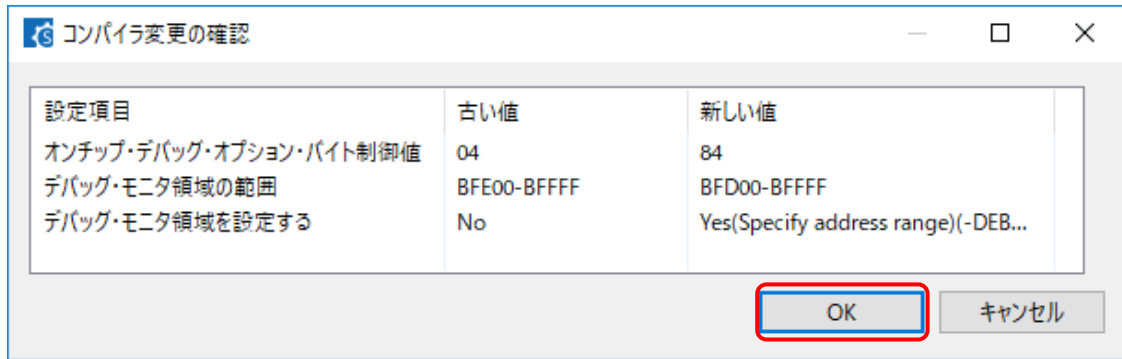 コンパイラ変更の確認
設定項目 古い値 新しい値
オンチップ・デバッグ・オプション・バイト制御値 04 84
デバッグ・モニタ領域の範囲 BFE00-BFFFF BFD00-BFFFF
デバッグ・モニタ領域を設定する No Yes(Specify address range)(-DEB...
OK キャンセル